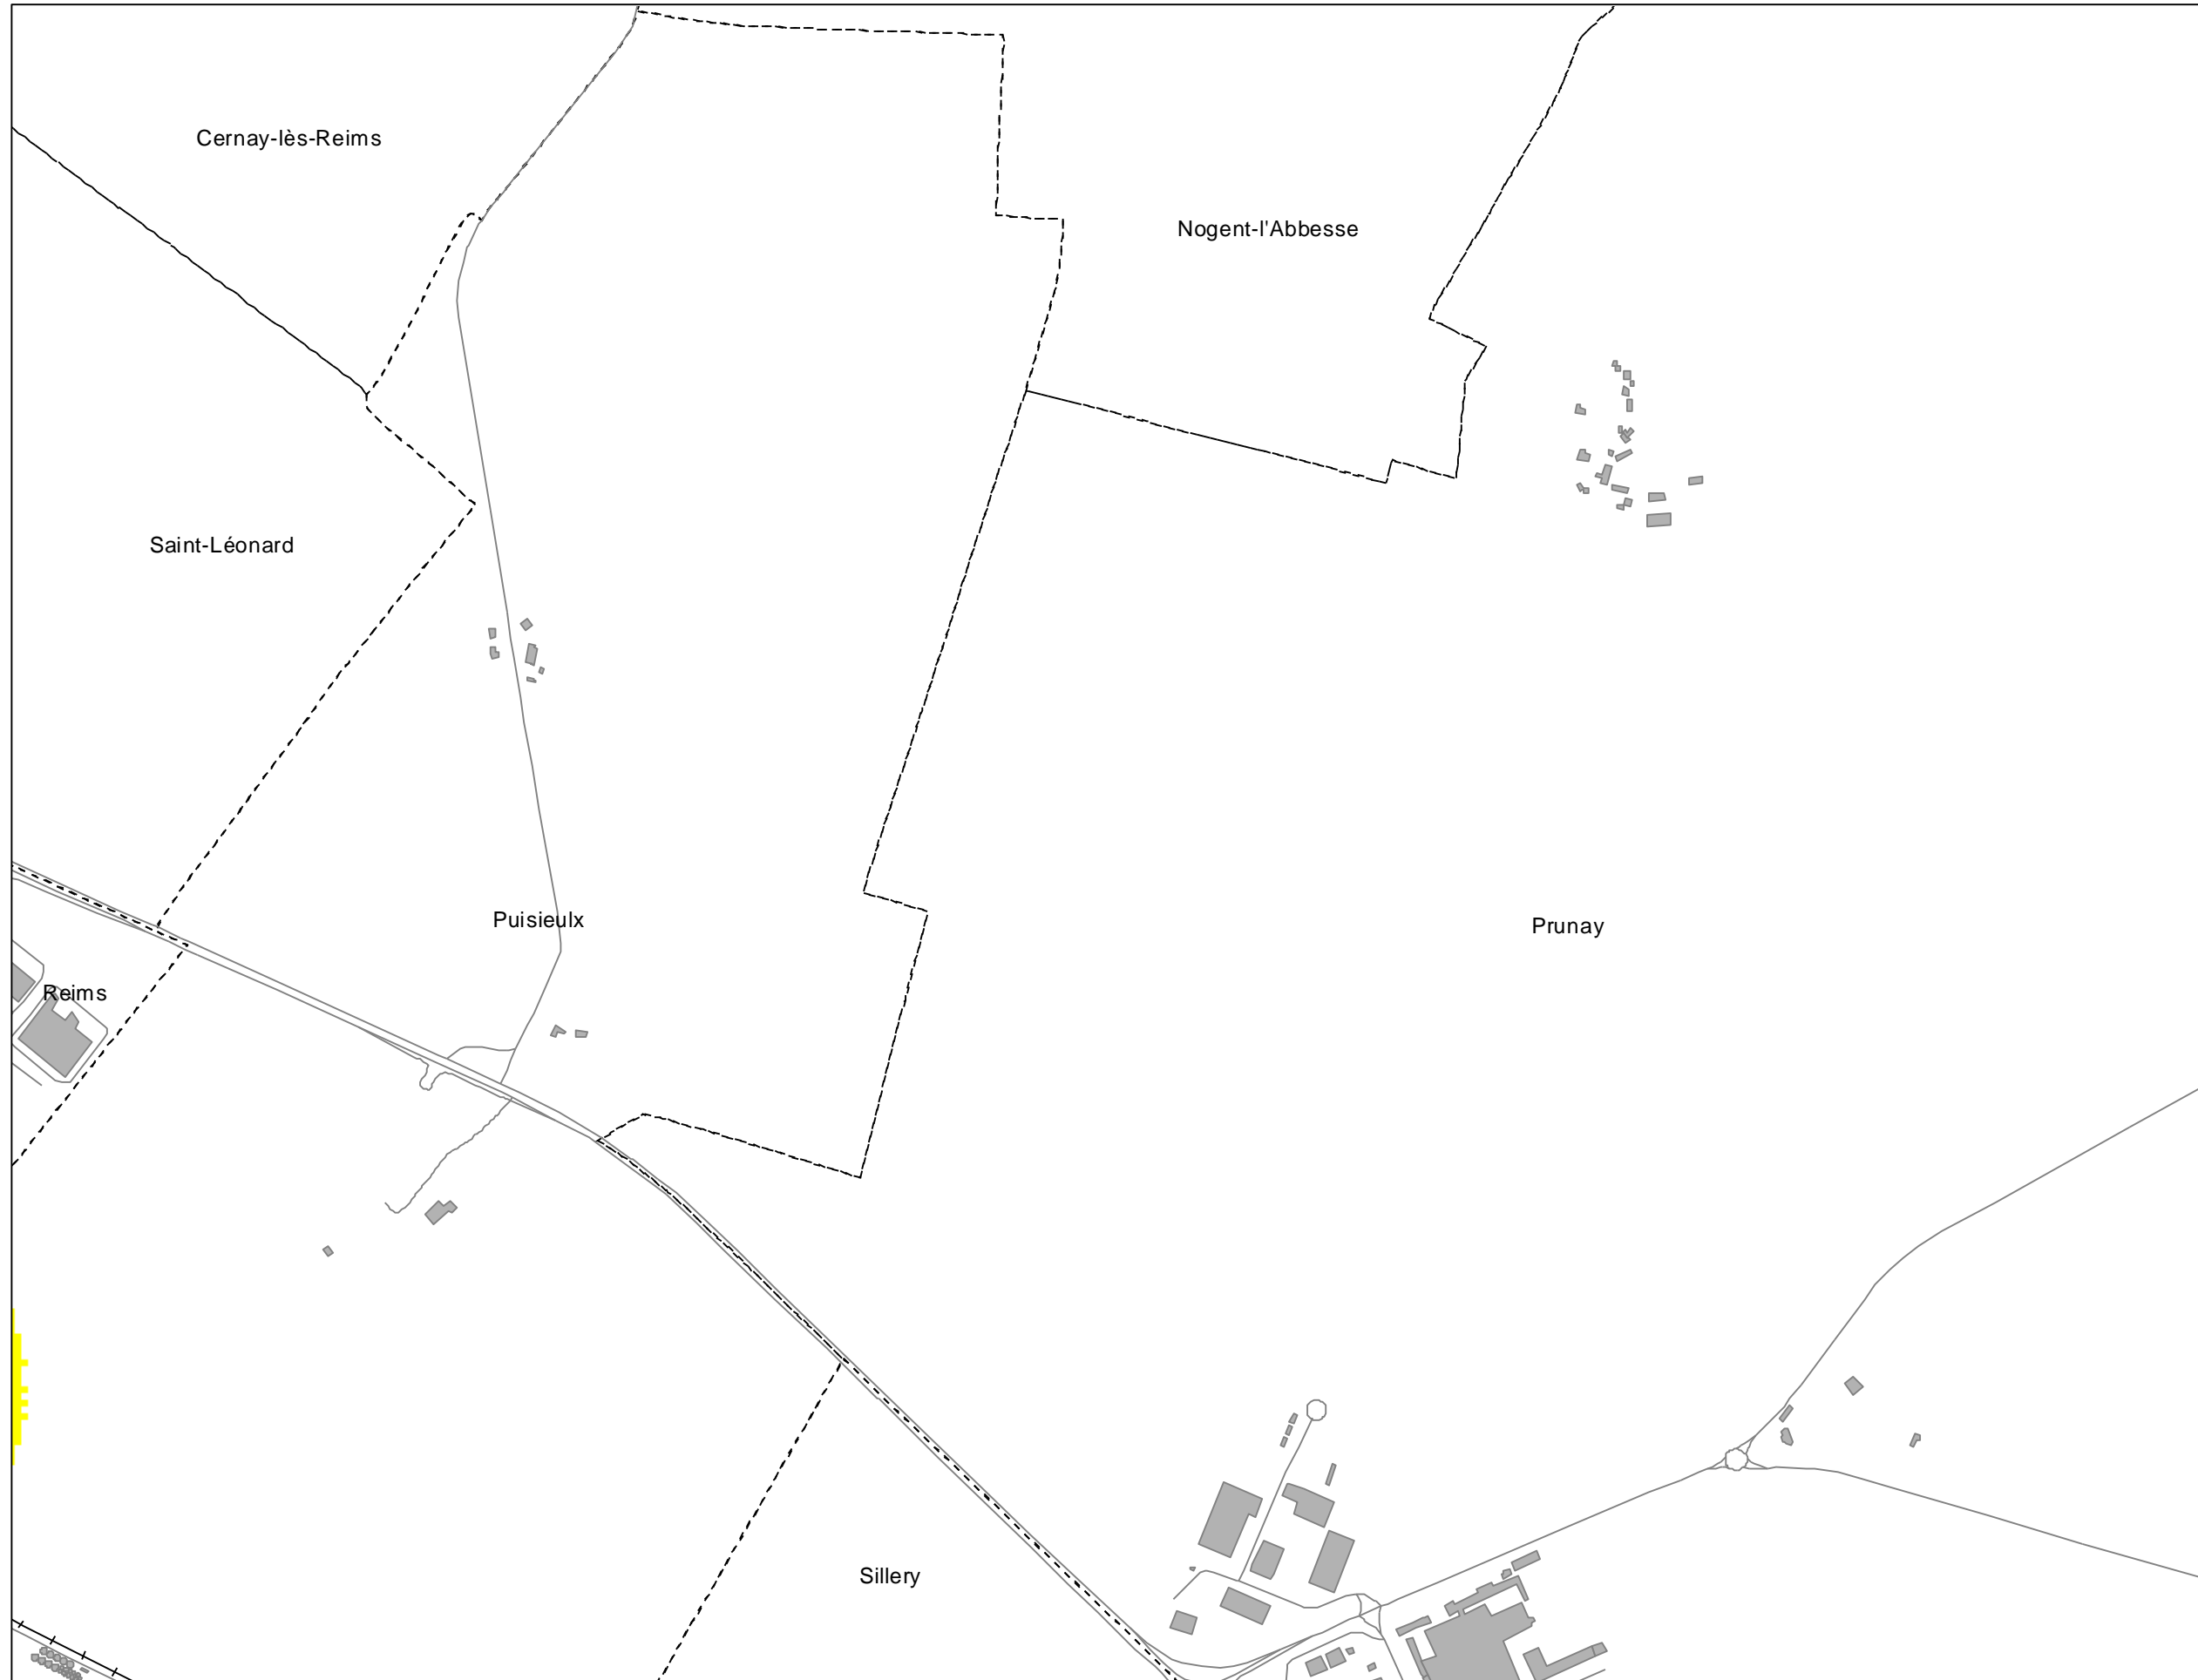 Cernay-lès-Reims
Nogent-l'Abbesse
Saint-Léonard
Puisieulx
Prunay
Reims
Sillery